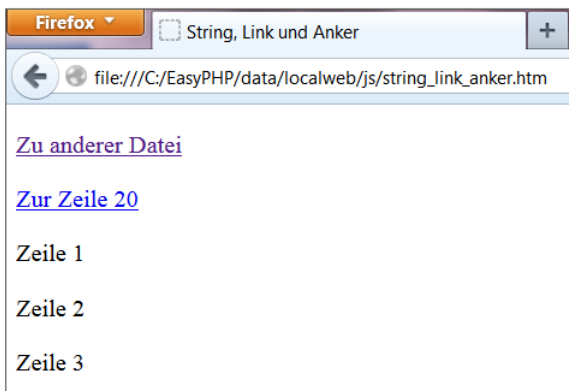 Firefox
String, Link und Anker
file:///C:/EasyPHP/data/localweb/js/string_link_anker.htm
Zu anderer Datei
Zur Zeile 20
Zeile 1
Zeile 2
Zeile 3